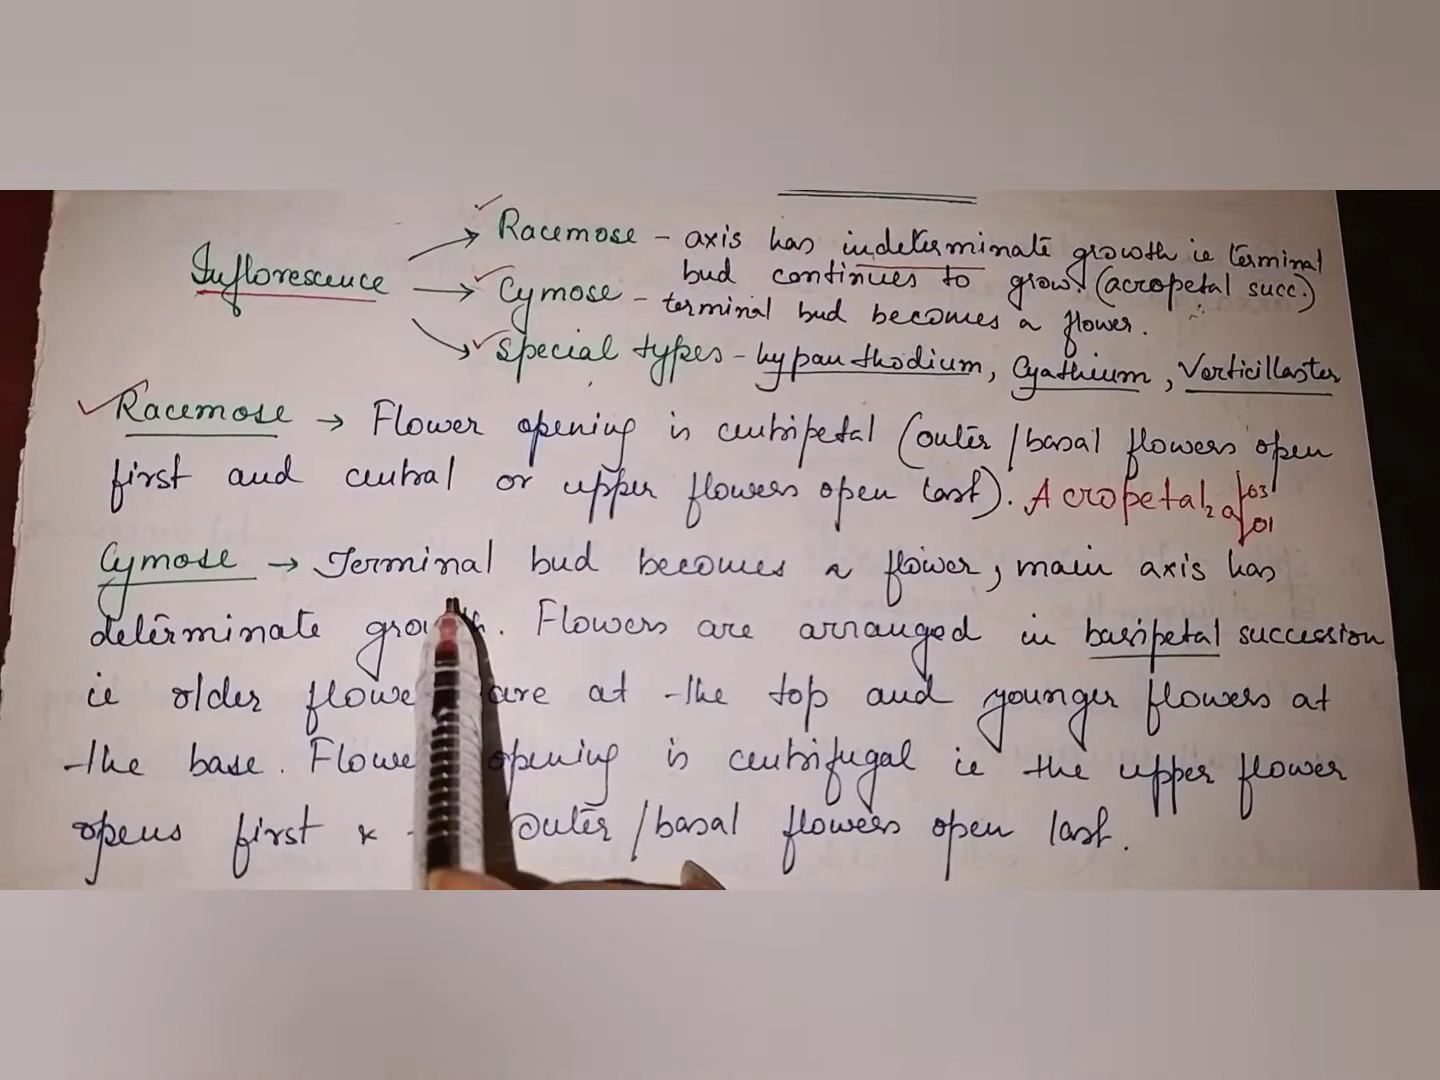 Inflorescence
Racemose - axis has indeterminate growth ie terminal
bud continues to grow. (acropetal succ.)
Cymose - terminal bud becomes a flower.
Special types - hypanthodium, Cyathium, Verticillaster
Racemose → Flower opening is centripetal (outer/basal flowers open
first and central or upper flowers open last). Acropetal
Cymose → Terminal bud becomes a flower, main axis has
determinate growth. Flowers are arranged in basipetal succession
ie older flowe are at the top and younger flowers at
the base. Flowe opening is centrifugal ie the upper flower
opens first & outer/basal flowers open last.